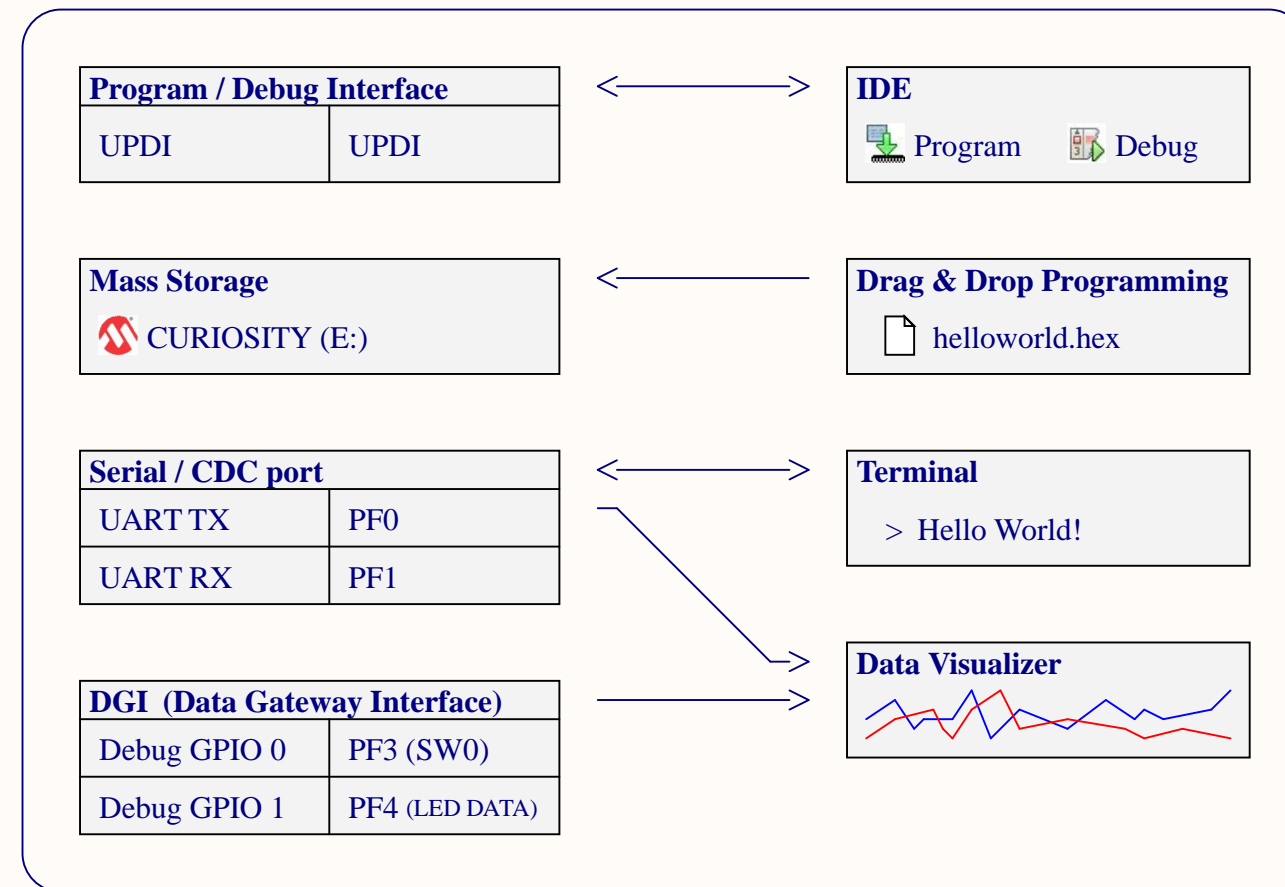 Program / Debug Interface
UPDI UPDI
IDE
Program Debug
Mass Storage
CURIOSITY (E:)
Drag & Drop Programming
helloworld.hex
Serial / CDC port
UART TX PF0
UART RX PF1
Terminal
> Hello World!
DGI (Data Gateway Interface)
Debug GPIO 0 PF3 (SW0)
Debug GPIO 1 PF4 (LED DATA)
Data Visualizer